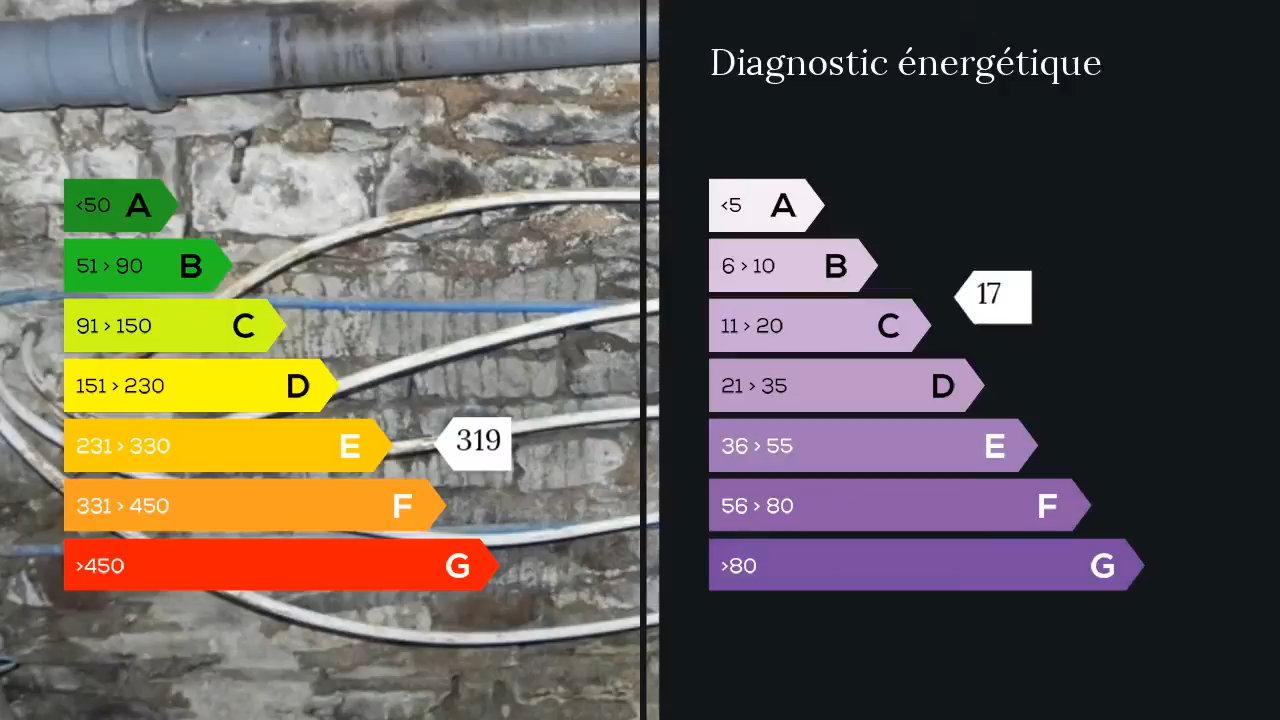 Diagnostic énergétique
<50 A
51 > 90 B
91 > 150 C
151 > 230 D
231 > 330 E
319
331 > 450 F
>450 G
<5 A
6 > 10 B
17
11 > 20 C
21 > 35 D
36 > 55 E
56 > 80 F
>80 G